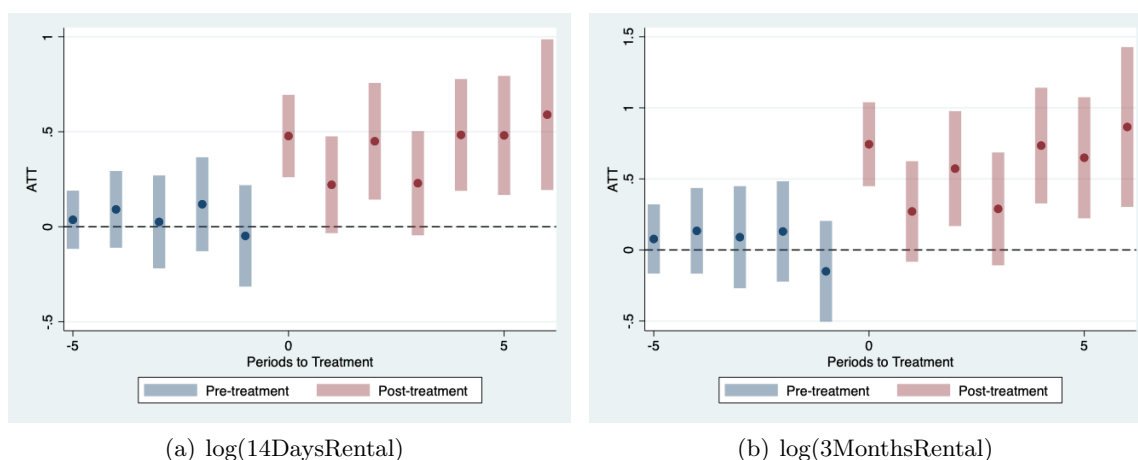 1
.5
0
-.5
ATT
-5 0 5
Periods to Treatment
Pre-treatment Post-treatment
(a) log(14DaysRental)
1.5
1
.5
0
-.5
ATT
-5 0 5
Periods to Treatment
Pre-treatment Post-treatment
(b) log(3MonthsRental)